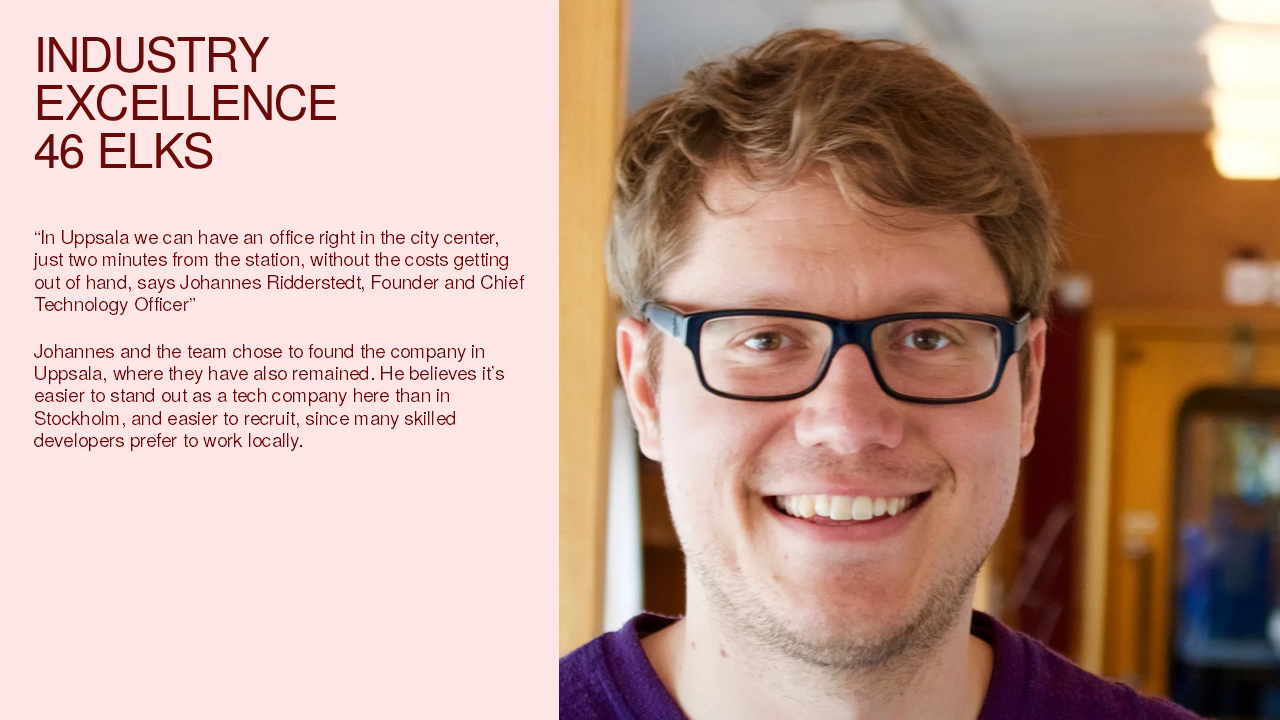 INDUSTRY
EXCELLENCE
46 ELKS
“In Uppsala we can have an office right in the city center,
just two minutes from the station, without the costs getting
out of hand, says Johannes Ridderstedt, Founder and Chief
Technology Officer”
Johannes and the team chose to found the company in
Uppsala, where they have also remained. He believes it’s
easier to stand out as a tech company here than in
Stockholm, and easier to recruit, since many skilled
developers prefer to work locally.